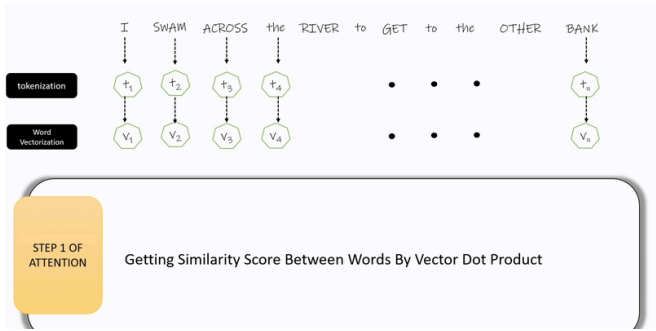 I SWAM ACROSS the RIVER to GET to the OTHER BANK
tokenization t1 t2 t3 t4 • • • tn
Word
Vectorization v1 v2 v3 v4 • • • vn
STEP 1 OF
ATTENTION
Getting Similarity Score Between Words By Vector Dot Product